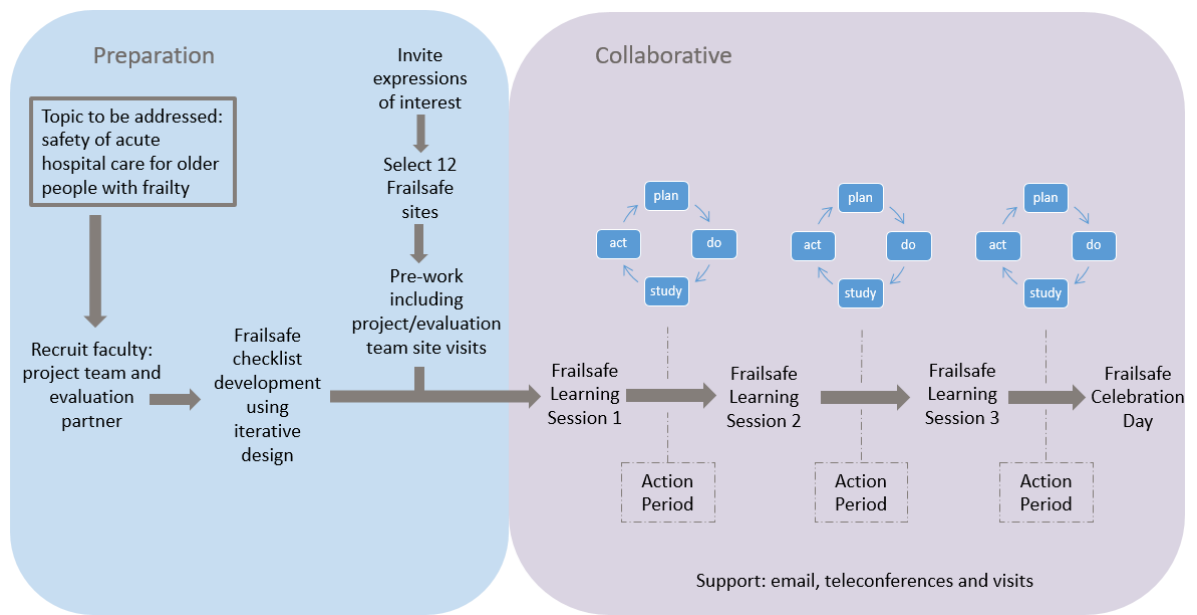 Preparation
Topic to be addressed:
safety of acute
hospital care for older
people with frailty
Recruit faculty:
project team and
evaluation
partner
Frailsafe
checklist
development
using
iterative
design
Invite
expressions
of interest
Select 12
Frailsafe
sites
Pre-work
including
project/evaluation
team site visits
Collaborative
plan
do
study
act
plan
do
study
act
plan
do
study
act
Frailsafe
Learning
Session 1
Frailsafe
Learning
Session 2
Frailsafe
Learning
Session 3
Frailsafe
Celebration
Day
Action
Period
Action
Period
Action
Period
Support: email, teleconferences and visits